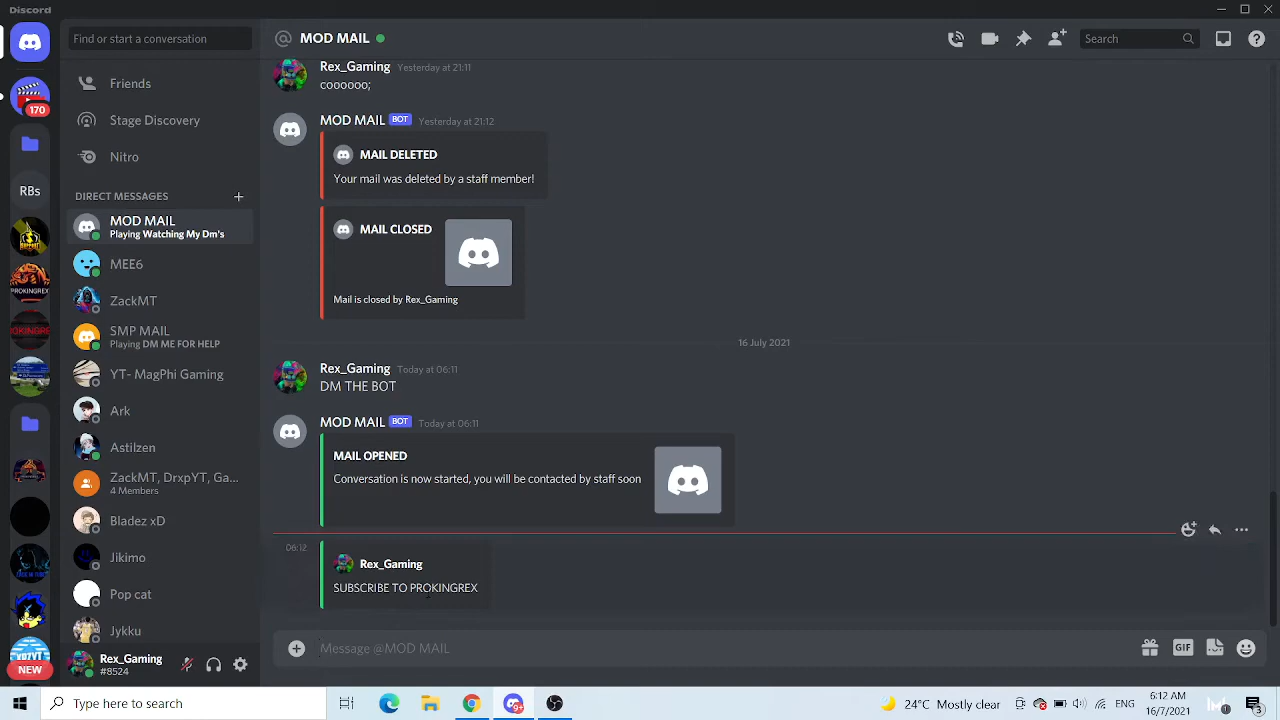 Discord
Find or start a conversation
MOD MAIL
Search
Friends
Stage Discovery
Nitro
DIRECT MESSAGES
MOD MAIL
Playing Watching My Dm's
MEE6
ZackMT
SMP MAIL
Playing DM ME FOR HELP
YT- MagPhi Gaming
Ark
Astilzen
ZackMT, DrxpYT, Ga...
4 Members
Bladez xD
Jikimo
Pop cat
Jykku
Rex_Gaming
#8524
170
RBs
PROKINGREX
NEW
Rex_Gaming Yesterday at 21:11
coooooo;
MOD MAIL BOT Yesterday at 21:12
MAIL DELETED
Your mail was deleted by a staff member!
MAIL CLOSED
Mail is closed by Rex_Gaming
16 July 2021
Rex_Gaming Today at 06:11
DM THE BOT
MOD MAIL BOT Today at 06:11
MAIL OPENED
Conversation is now started, you will be contacted by staff soon
06:12
Rex_Gaming
SUBSCRIBE TO PROKINGREX
Message @MOD MAIL
GIF
Type here to search
9+
24°C Mostly clear
ENG
6:12 AM
16/7/2021
3